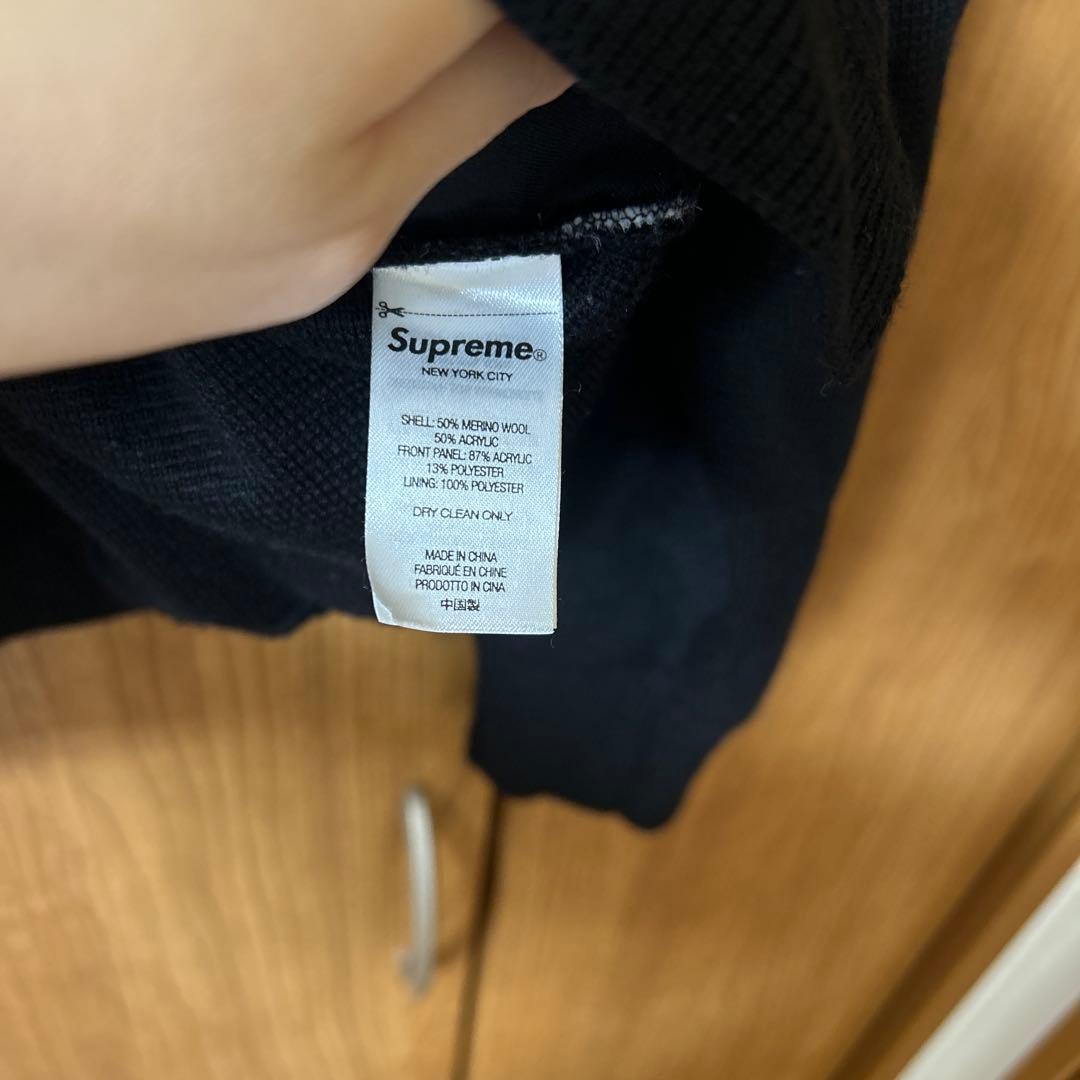 Supreme®
NEW YORK CITY
SHELL: 50% MERINO WOOL
50% ACRYLIC
FRONT PANEL: 87% ACRYLIC
13% POLYESTER
LINING: 100% POLYESTER
DRY CLEAN ONLY
MADE IN CHINA
FABRIQUÉ EN CHINE
PRODOTTO IN CINA
中国製